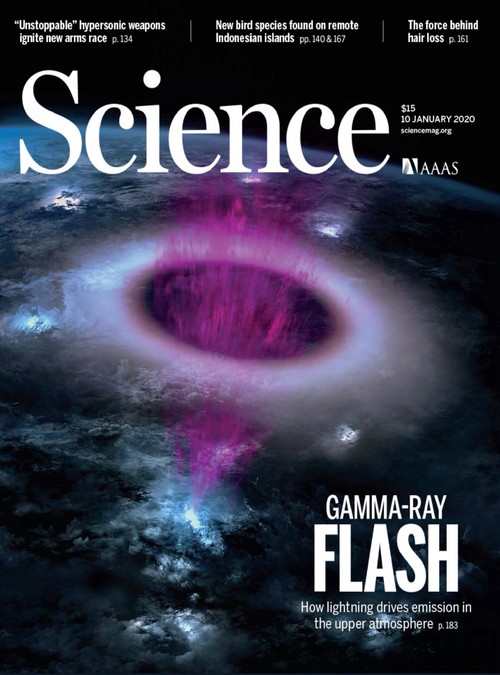 “Unstoppable” hypersonic weapons
ignite new arms race p. 134
New bird species found on remote
Indonesian islands pp. 140 & 167
The force behind
hair loss p. 161
Science
$15
10 JANUARY 2020
sciencemag.org
AAAS
GAMMA-RAY
FLASH
How lightning drives emission in
the upper atmosphere p. 183